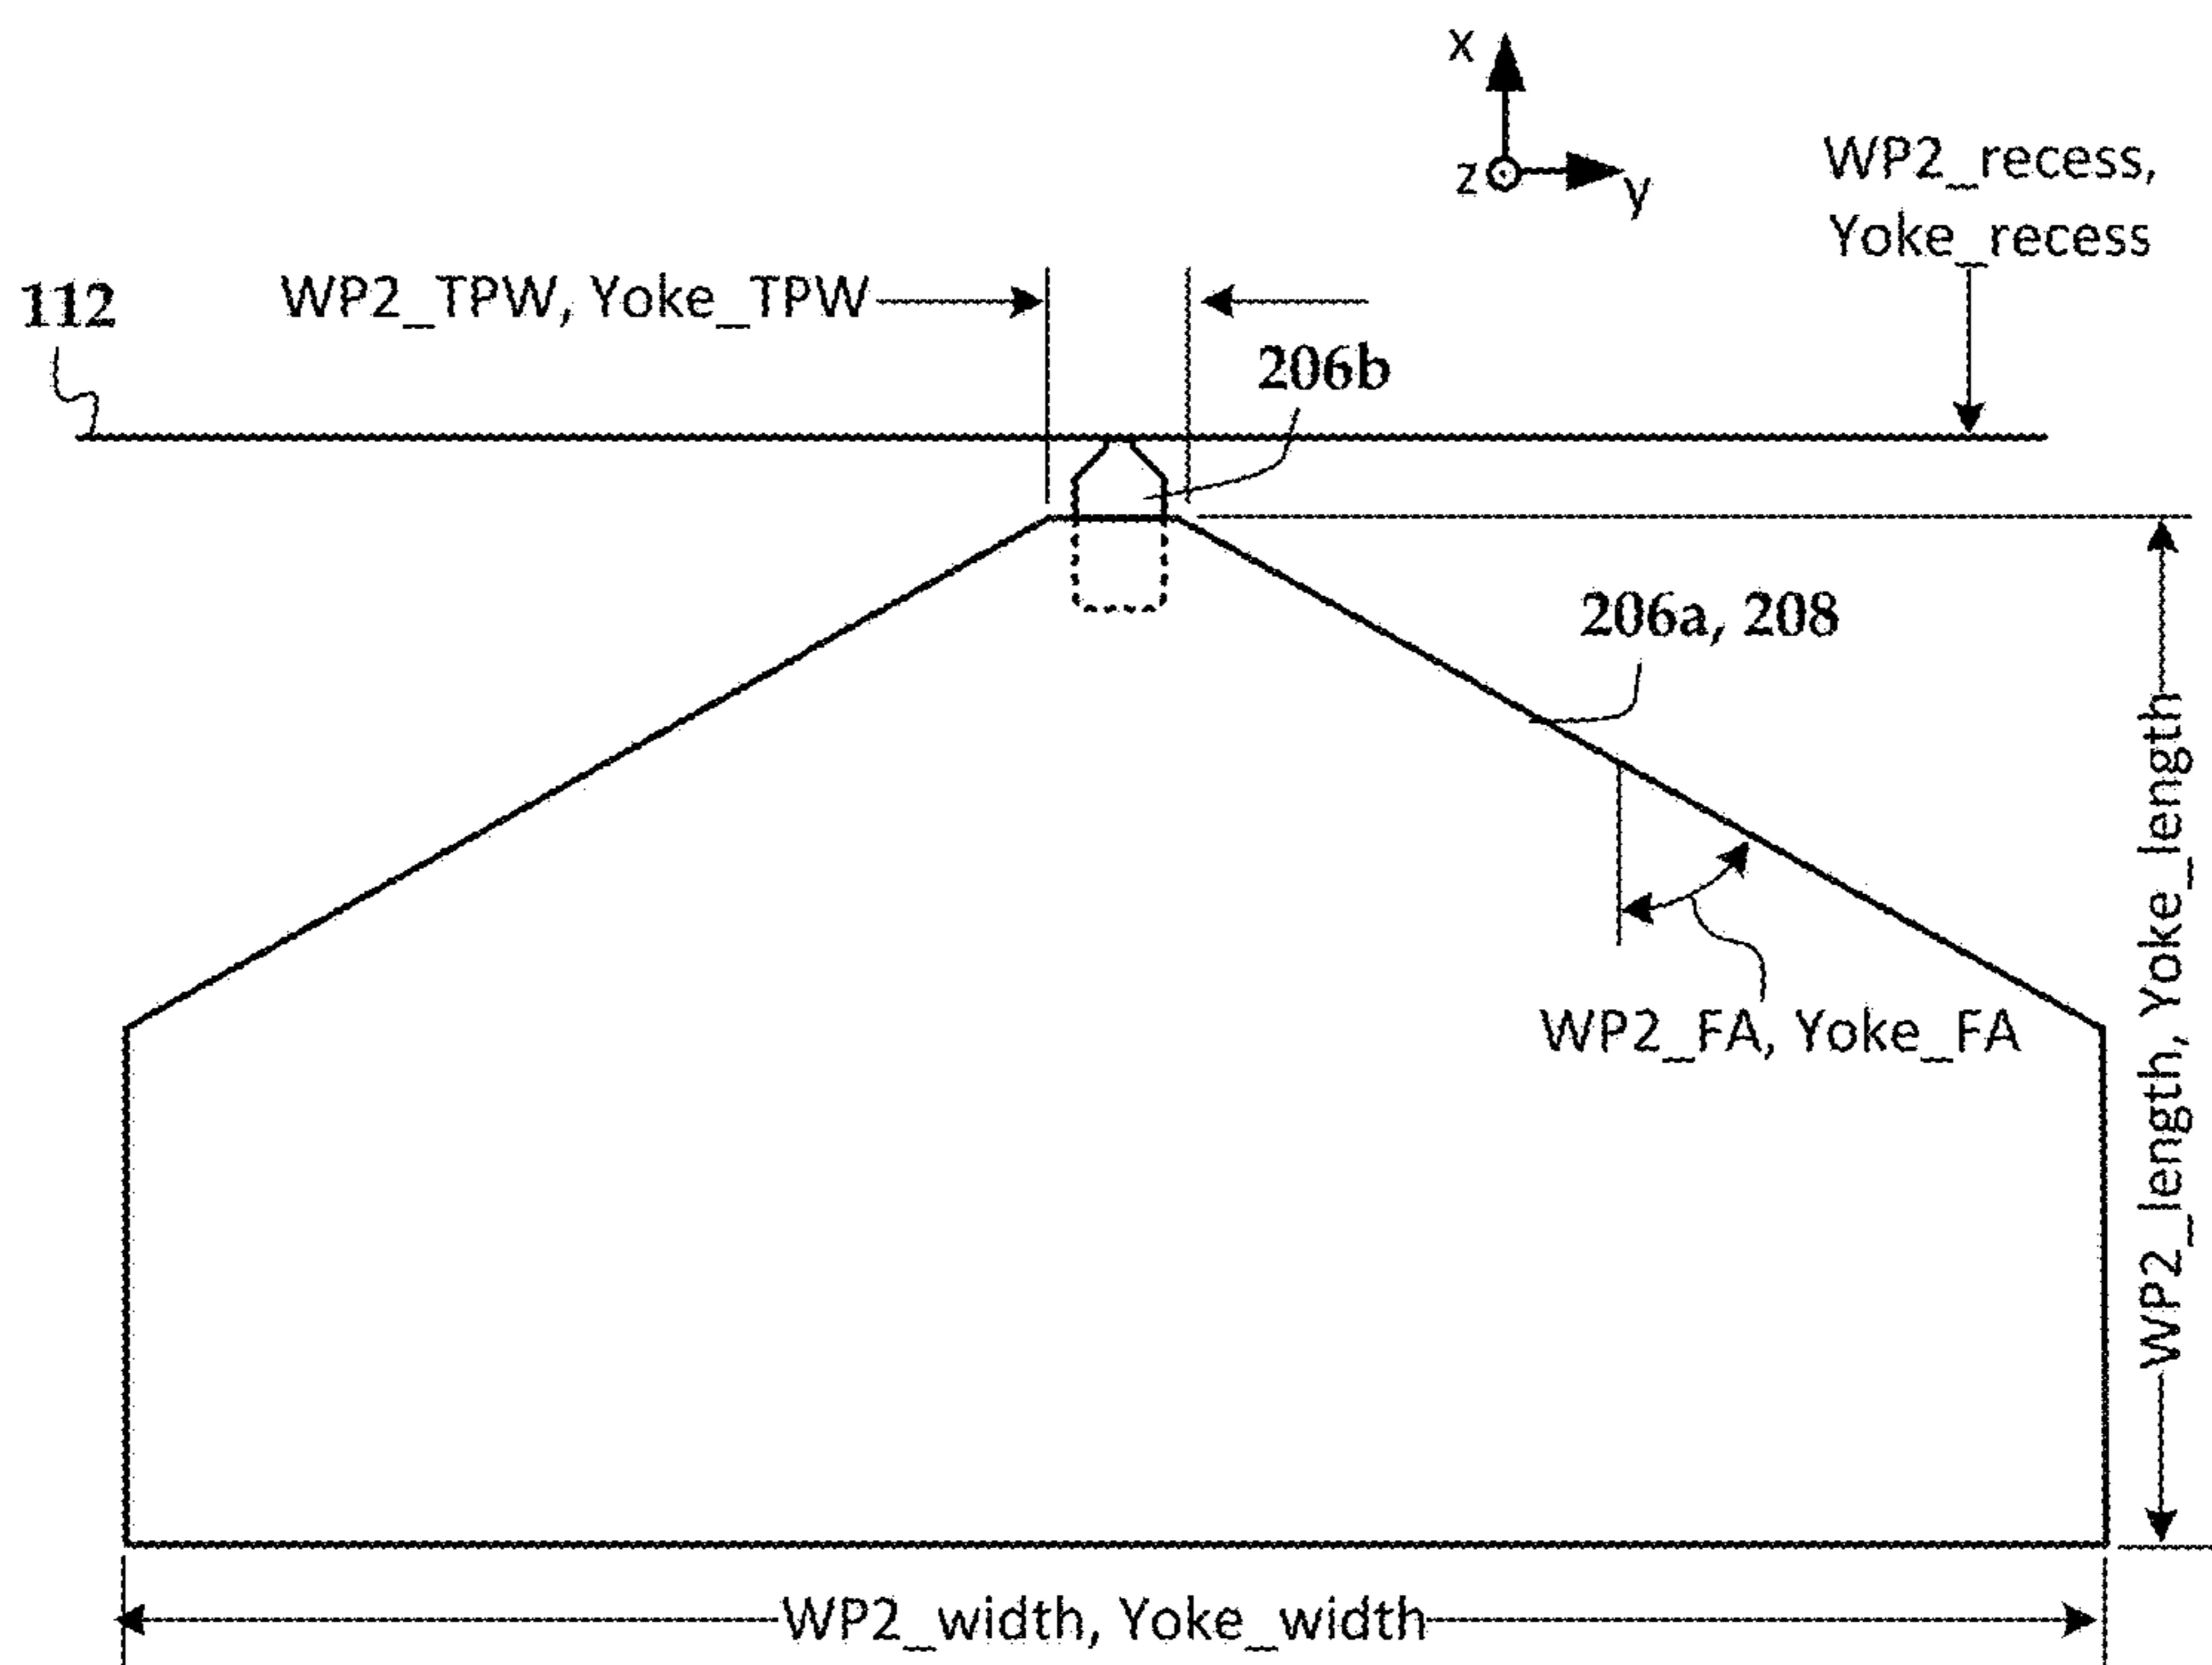 x
z
y
WP2_recess,
Yoke_recess
112
WP2_TPW, Yoke_TPW
206b
206a, 208
WP2_FA, Yoke_FA
WP2_length, Yoke_length
WP2_width, Yoke_width